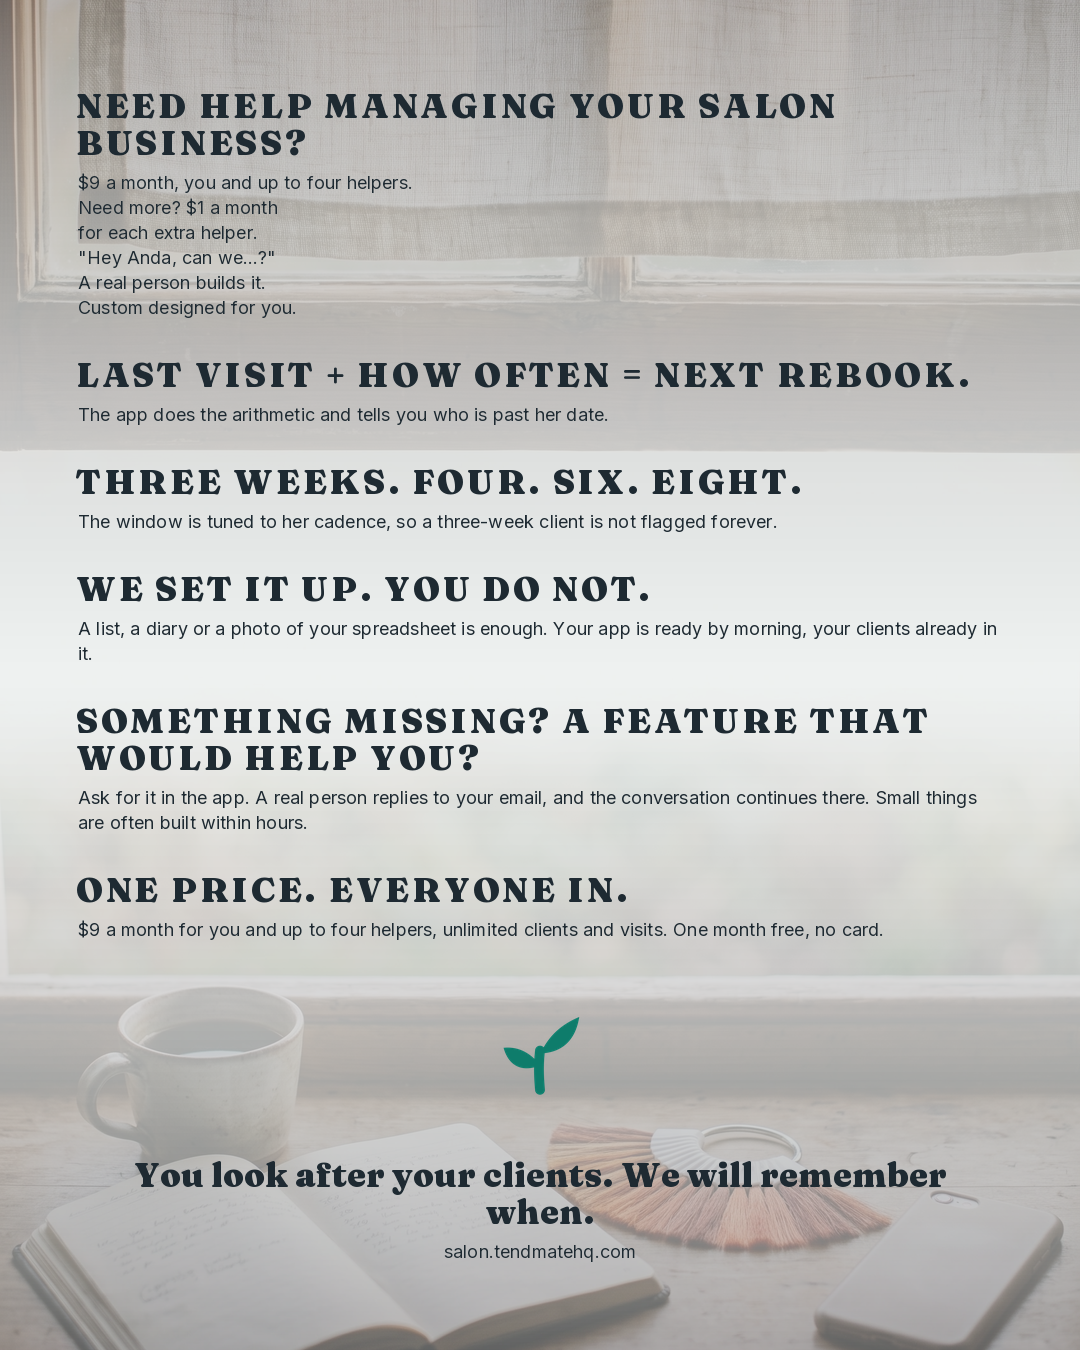 NEED HELP MANAGING YOUR SALON
BUSINESS?
$9 a month, you and up to four helpers.
Need more? $1 a month
for each extra helper.
"Hey Anda, can we...?"
A real person builds it.
Custom designed for you.
LAST VISIT + HOW OFTEN = NEXT REBOOK.
The app does the arithmetic and tells you who is past her date.
THREE WEEKS. FOUR. SIX. EIGHT.
The window is tuned to her cadence, so a three-week client is not flagged forever.
WE SET IT UP. YOU DO NOT.
A list, a diary or a photo of your spreadsheet is enough. Your app is ready by morning, your clients already in
it.
SOMETHING MISSING? A FEATURE THAT
WOULD HELP YOU?
Ask for it in the app. A real person replies to your email, and the conversation continues there. Small things
are often built within hours.
ONE PRICE. EVERYONE IN.
$9 a month for you and up to four helpers, unlimited clients and visits. One month free, no card.
You look after your clients. We will remember
when.
salon.tendmatehq.com